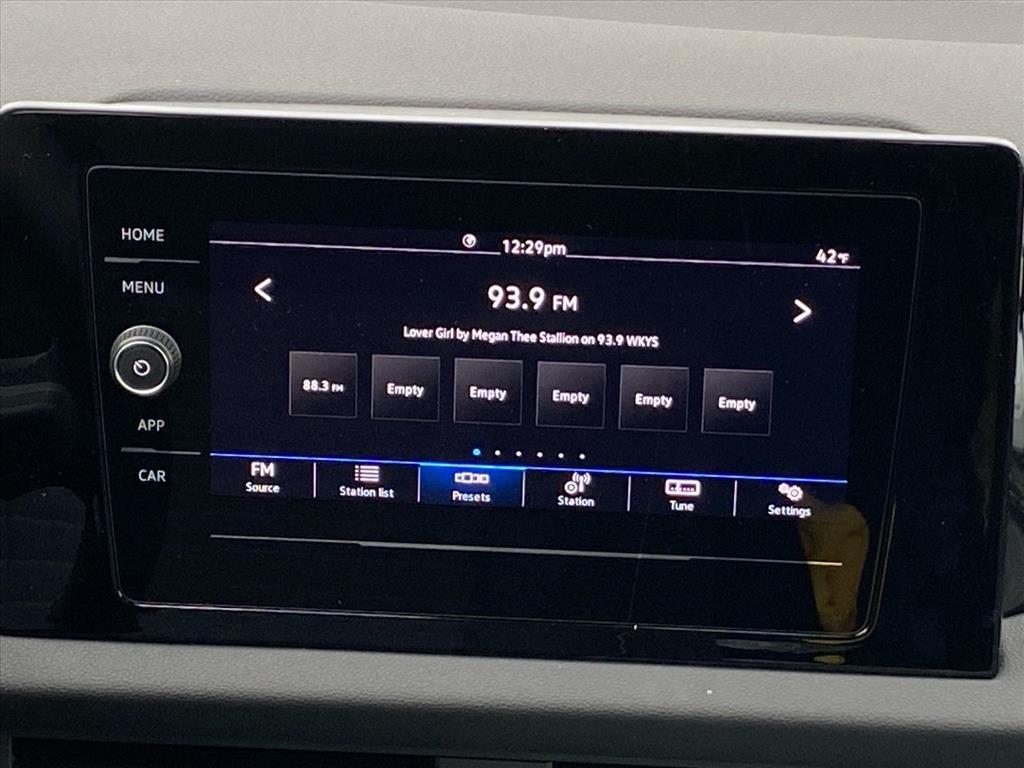 HOME
MENU
APP
CAR
12:29pm
42°F
< 93.9 FM >
Lover Girl by Megan Thee Stallion on 93.9 WKYS
88.3 FM Empty Empty Empty Empty Empty
FM
Source Station list Presets Station Tune Settings